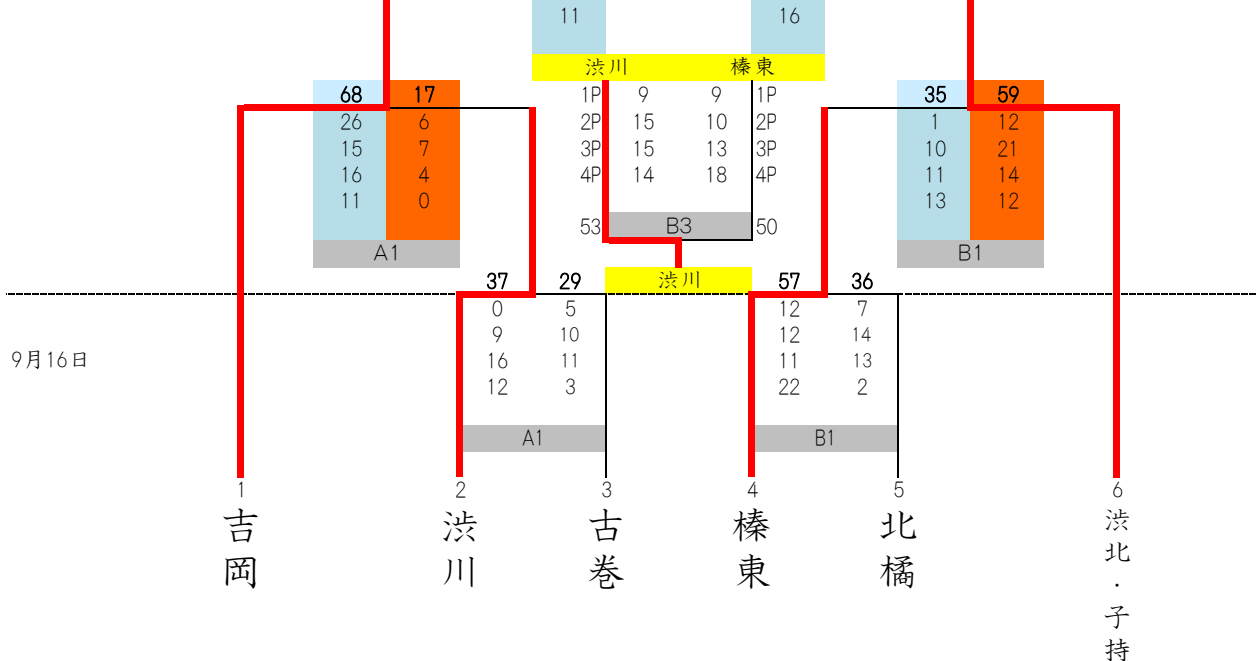 11 16
渋川 榛東
68 17 1P 9 9 1P 35 59
26 6 2P 15 10 2P 1 12
15 7 3P 15 13 3P 10 21
16 4 4P 14 18 4P 11 14
11 0 13 12
53 B3 50
A1 B1
37 29 渋川 57 36
0 5 12 7
9 10 12 14
9月16日 16 11 11 13
12 3 22 2
A1 B1
1 2 3 4 5 6
吉岡 渋川 古巻 榛東 北橘 渋北・子持